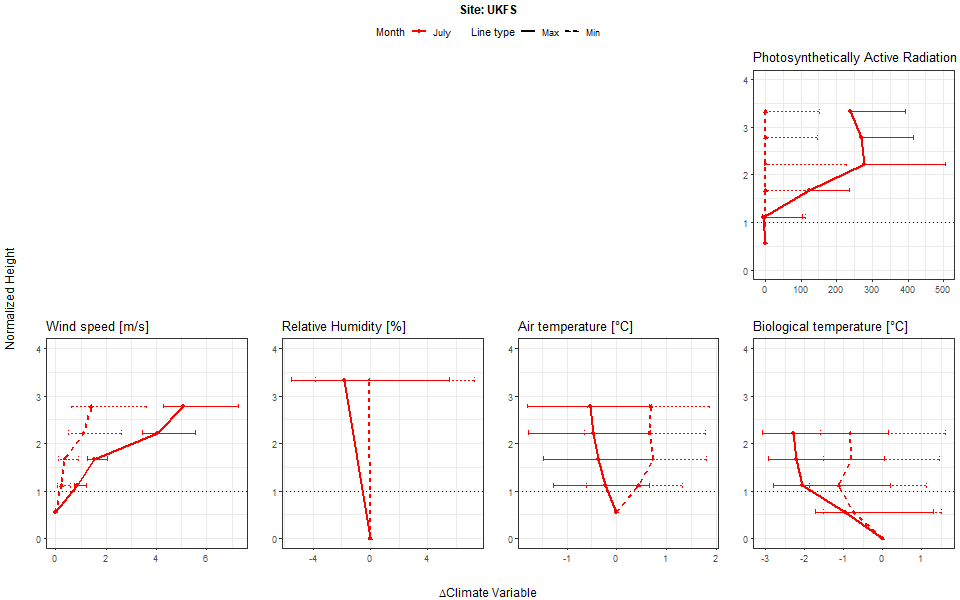 Site: UKFS
Month July Line type Max Min
Photosynthetically Active Radiation
4
3
2
1
0
0 100 200 300 400 500
Normalized Height
Wind speed [m/s]
4
3
2
1
0
0 2 4 6
Relative Humidity [%]
4
3
2
1
0
-4 0 4
Air temperature [°C]
4
3
2
1
0
-1 0 1 2
Biological temperature [°C]
4
3
2
1
0
-3 -2 -1 0 1
ΔClimate Variable